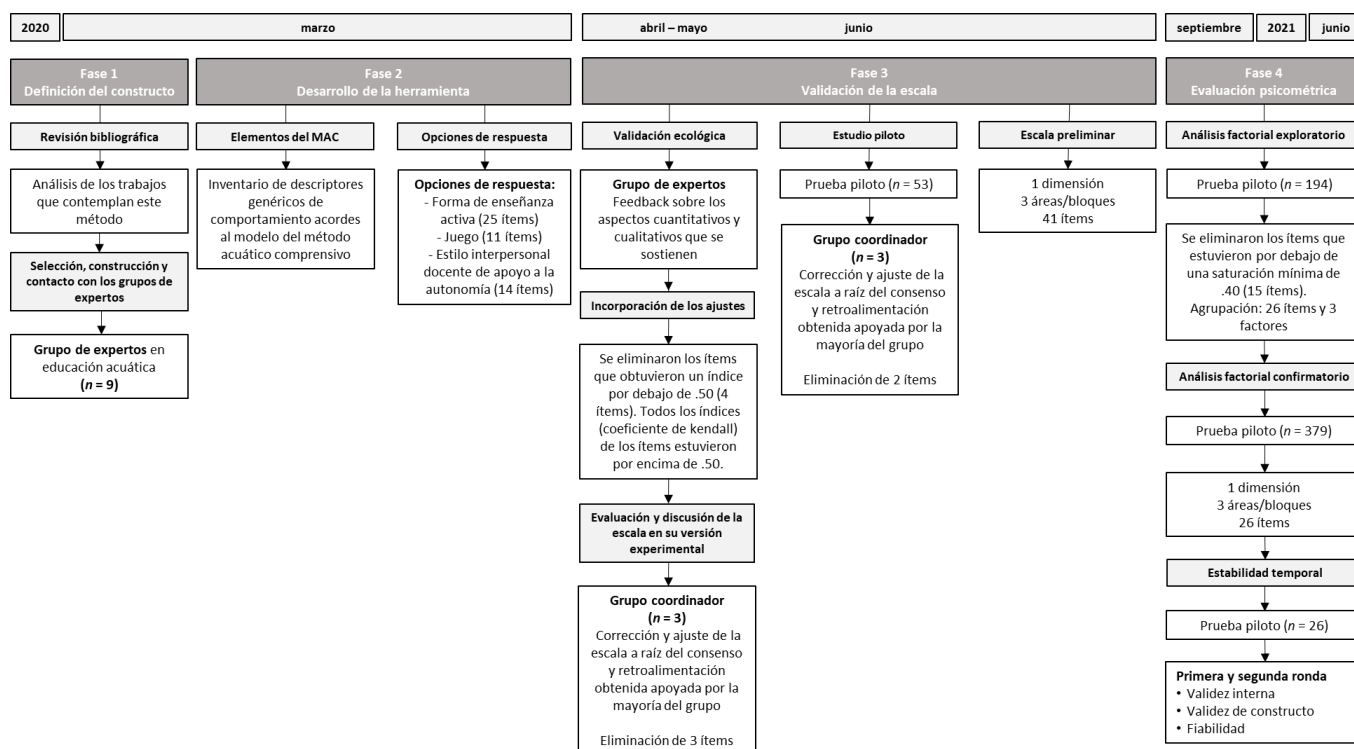 2020
marzo
abril – mayo
junio
septiembre
2021
junio
Fase 1
Definición del constructo
Fase 2
Desarrollo de la herramienta
Fase 3
Validación de la escala
Fase 4
Evaluación psicométrica
Revisión bibliográfica
Análisis de los trabajos
que contemplan este
método
Selección, construcción y
contacto con los grupos de
expertos
Grupo de expertos en
educación acuática
(n = 9)
Elementos del MAC
Inventario de descriptores
genéricos de
comportamiento acordes
al modelo del método
acuático comprensivo
Opciones de respuesta
Opciones de respuesta:
- Forma de enseñanza
activa (25 ítems)
- Juego (11 ítems)
- Estilo interpersonal
docente de apoyo a la
autonomía (14 ítems)
Validación ecológica
Grupo de expertos
Feedback sobre los
aspectos cuantitativos y
cualitativos que se
sostienen
Incorporación de los ajustes
Se eliminaron los ítems
que obtuvieron un índice
por debajo de .50 (4
ítems). Todos los índices
(coeficiente de kendall)
de los ítems estuvieron
por encima de .50.
Evaluación y discusión de la
escala en su versión
experimental
Grupo coordinador
(n = 3)
Corrección y ajuste de la
escala a raíz del consenso
y retroalimentación
obtenida apoyada por la
mayoría del grupo
Eliminación de 3 ítems
Estudio piloto
Prueba piloto (n = 53)
Grupo coordinador
(n = 3)
Corrección y ajuste de la
escala a raíz del consenso
y retroalimentación
obtenida apoyada por la
mayoría del grupo
Eliminación de 2 ítems
Escala preliminar
1 dimensión
3 áreas/bloques
41 ítems
Análisis factorial exploratorio
Prueba piloto (n = 194)
Se eliminaron los ítems que
estuvieron por debajo de
una saturación mínima de
.40 (15 ítems).
Agrupación: 26 ítems y 3
factores
Análisis factorial confirmatorio
Prueba piloto (n = 379)
1 dimensión
3 áreas/bloques
26 ítems
Estabilidad temporal
Prueba piloto (n = 26)
Primera y segunda ronda
• Validez interna
• Validez de constructo
• Fiabilidad